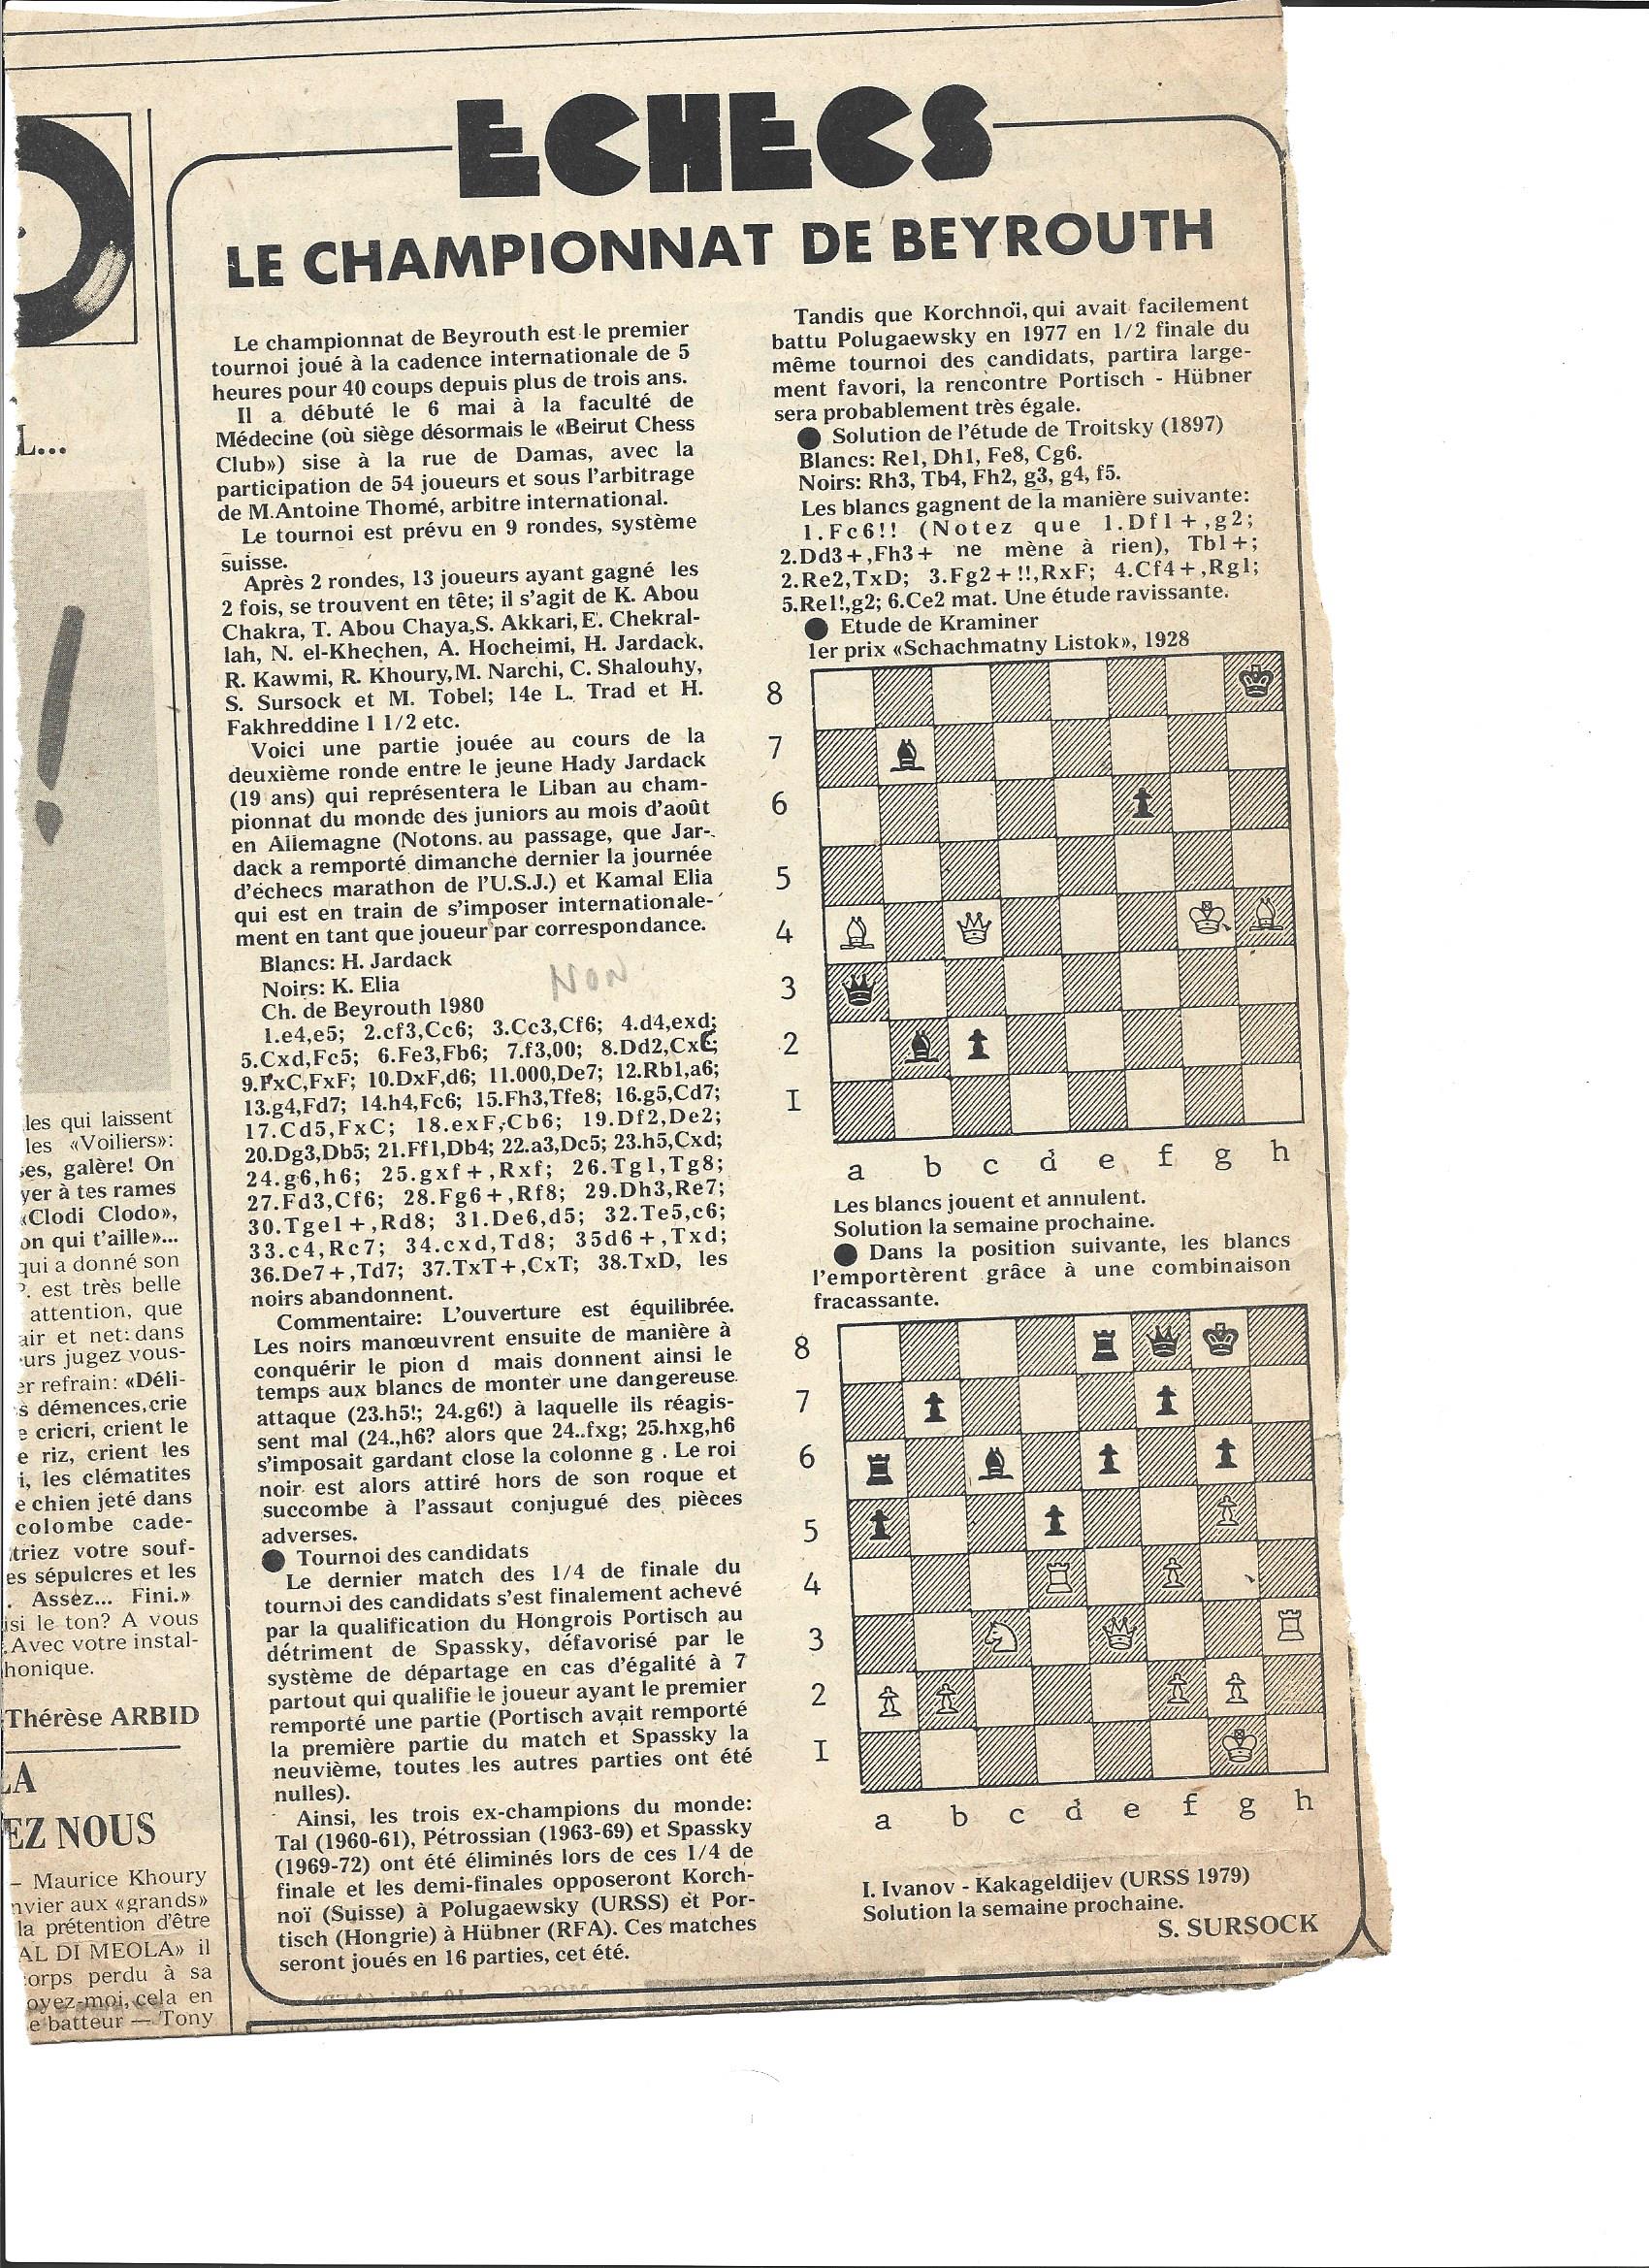 ECHECS
LE CHAMPIONNAT DE BEYROUTH
Le championnat de Beyrouth est le premier
tournoi joué à la cadence internationale de 5
heures pour 40 coups depuis plus de trois ans.
Il a débuté le 6 mai à la faculté de
Médecine (où siège désormais le «Beirut Chess
Club») sise à la rue de Damas, avec la
participation de 54 joueurs et sous l'arbitrage
de M.Antoine Thomé, arbitre international.
Le tournoi est prévu en 9 rondes, système
suisse.
Après 2 rondes, 13 joueurs ayant gagné les
2 fois, se trouvent en tête; il s'agit de K. Abou
Chakra, T. Abou Chaya,S. Akkari, E. Chekral-
lah, N. el-Khechen, A. Hocheimi, H. Jardack,
R. Kawmi, R. Khoury,M. Narchi, C. Shalouhy,
S. Sursock et M. Tobel; 14e L. Trad et H.
Fakhreddine 1 1/2 etc.
Voici une partie jouée au cours de la
deuxième ronde entre le jeune Hady Jardack
(19 ans) qui représentera le Liban au cham-
pionnat du monde des juniors au mois d'août
en Allemagne (Notons. au passage, que Jar-
dack a remporté dimanche dernier la journée
d'échecs marathon de l'U.S.J.) et Kamal Elia
qui est en train de s'imposer internationale-
ment en tant que joueur par correspondance.
Blancs: H. Jardack
Noirs: K. Elia
Ch. de Beyrouth 1980
1.e4,e5; 2.cf3,Cc6; 3.Cc3,Cf6; 4.d4,exd;
5.Cxd,Fc5; 6.Fe3,Fb6; 7.f3,00; 8.Dd2,CxC;
9.FxC,FxF; 10.DxF,d6; 11.000,De7; 12.Rb1,a6;
13.g4,Fd7; 14.h4,Fc6; 15.Fh3,Tfe8; 16.g5,Cd7;
17.Cd5,FxC; 18.exF,Cb6; 19.Df2,De2;
20.Dg3,Db5; 21.Ff1,Db4; 22.a3,Dc5; 23.h5,Cxd;
24.g6,h6; 25.gxf+,Rxf; 26.Tg1,Tg8;
27.Fd3,Cf6; 28.Fg6+,Rf8; 29.Dh3,Re7;
30.Tge1+,Rd8; 31.De6,d5; 32.Te5,c6;
33.c4,Rc7; 34.cxd,Td8; 35d6+,Txd;
36.De7+,Td7; 37.TxT+,CxT; 38.TxD, les
noirs abandonnent.
Commentaire: L'ouverture est équilibrée.
Les noirs manœuvrent ensuite de manière à
conquérir le pion d mais donnent ainsi le
temps aux blancs de monter une dangereuse
attaque (23.h5!; 24.g6!) à laquelle ils réagis-
sent mal (24.,h6? alors que 24..fxg; 25.hxg,h6
s'imposait gardant close la colonne g . Le roi
noir est alors attiré hors de son roque et
succombe à l'assaut conjugué des pièces
adverses.
Tournoi des candidats
Le dernier match des 1/4 de finale du
tournoi des candidats s'est finalement achevé
par la qualification du Hongrois Portisch au
détriment de Spassky, défavorisé par le
système de départage en cas d'égalité à 7
partout qui qualifie le joueur ayant le premier
remporté une partie (Portisch avait remporté
la première partie du match et Spassky la
neuvième, toutes les autres parties ont été
nulles).
Ainsi, les trois ex-champions du monde:
Tal (1960-61), Pétrossian (1963-69) et Spassky
(1969-72) ont été éliminés lors de ces 1/4 de
finale et les demi-finales opposeront Korch-
noï (Suisse) à Polugaewsky (URSS) et Por-
tisch (Hongrie) à Hübner (RFA). Ces matches
seront joués en 16 parties, cet été.
Tandis que Korchnoï, qui avait facilement
battu Polugaewsky en 1977 en 1/2 finale du
même tournoi des candidats, partira large-
ment favori, la rencontre Portisch - Hübner
sera probablement très égale.
Solution de l'étude de Troitsky (1897)
Blancs: Re1, Dh1, Fe8, Cg6.
Noirs: Rh3, Tb4, Fh2, g3, g4, f5.
Les blancs gagnent de la manière suivante:
1.Fc6!! (Notez que 1.Df1+,g2;
2.Dd3+,Fh3+ ne mène à rien), Tb1+;
2.Re2,TxD; 3.Fg2+!!,RxF; 4.Cf4+,Rg1;
5.Re1!,g2; 6.Ce2 mat. Une étude ravissante.
Etude de Kraminer
1er prix «Schachmatny Listok», 1928
8
7
6
5
4
3
2
I
a b c d e f g h
Les blancs jouent et annulent.
Solution la semaine prochaine.
Dans la position suivante, les blancs
l'emportèrent grâce à une combinaison
fracassante.
8
7
6
5
4
3
2
I
a b c d e f g h
I. Ivanov - Kakageldijev (URSS 1979)
Solution la semaine prochaine.
S. SURSOCK
L...
les qui laissent
les «Voiliers»:
es, galère! On
yer à tes rames
«Clodi Clodo»,
on qui t'aille»...
qui a donné son
est très belle
attention, que
air et net: dans
urs jugez vous-
er refrain: «Déli-
s démences,crie
e cricri, crient le
e riz, crient les
i, les clématites
e chien jeté dans
colombe cade-
triez votre souf-
es sépulcres et les
. Assez... Fini.»
isi le ton? A vous
.Avec votre instal-
honique.
Thérèse ARBID
LA
EZ NOUS
— Maurice Khoury
nvier aux «grands»
la prétention d'être
AL DI MEOLA» il
corps perdu à sa
oyez-moi, cela en
e batteur — Tony